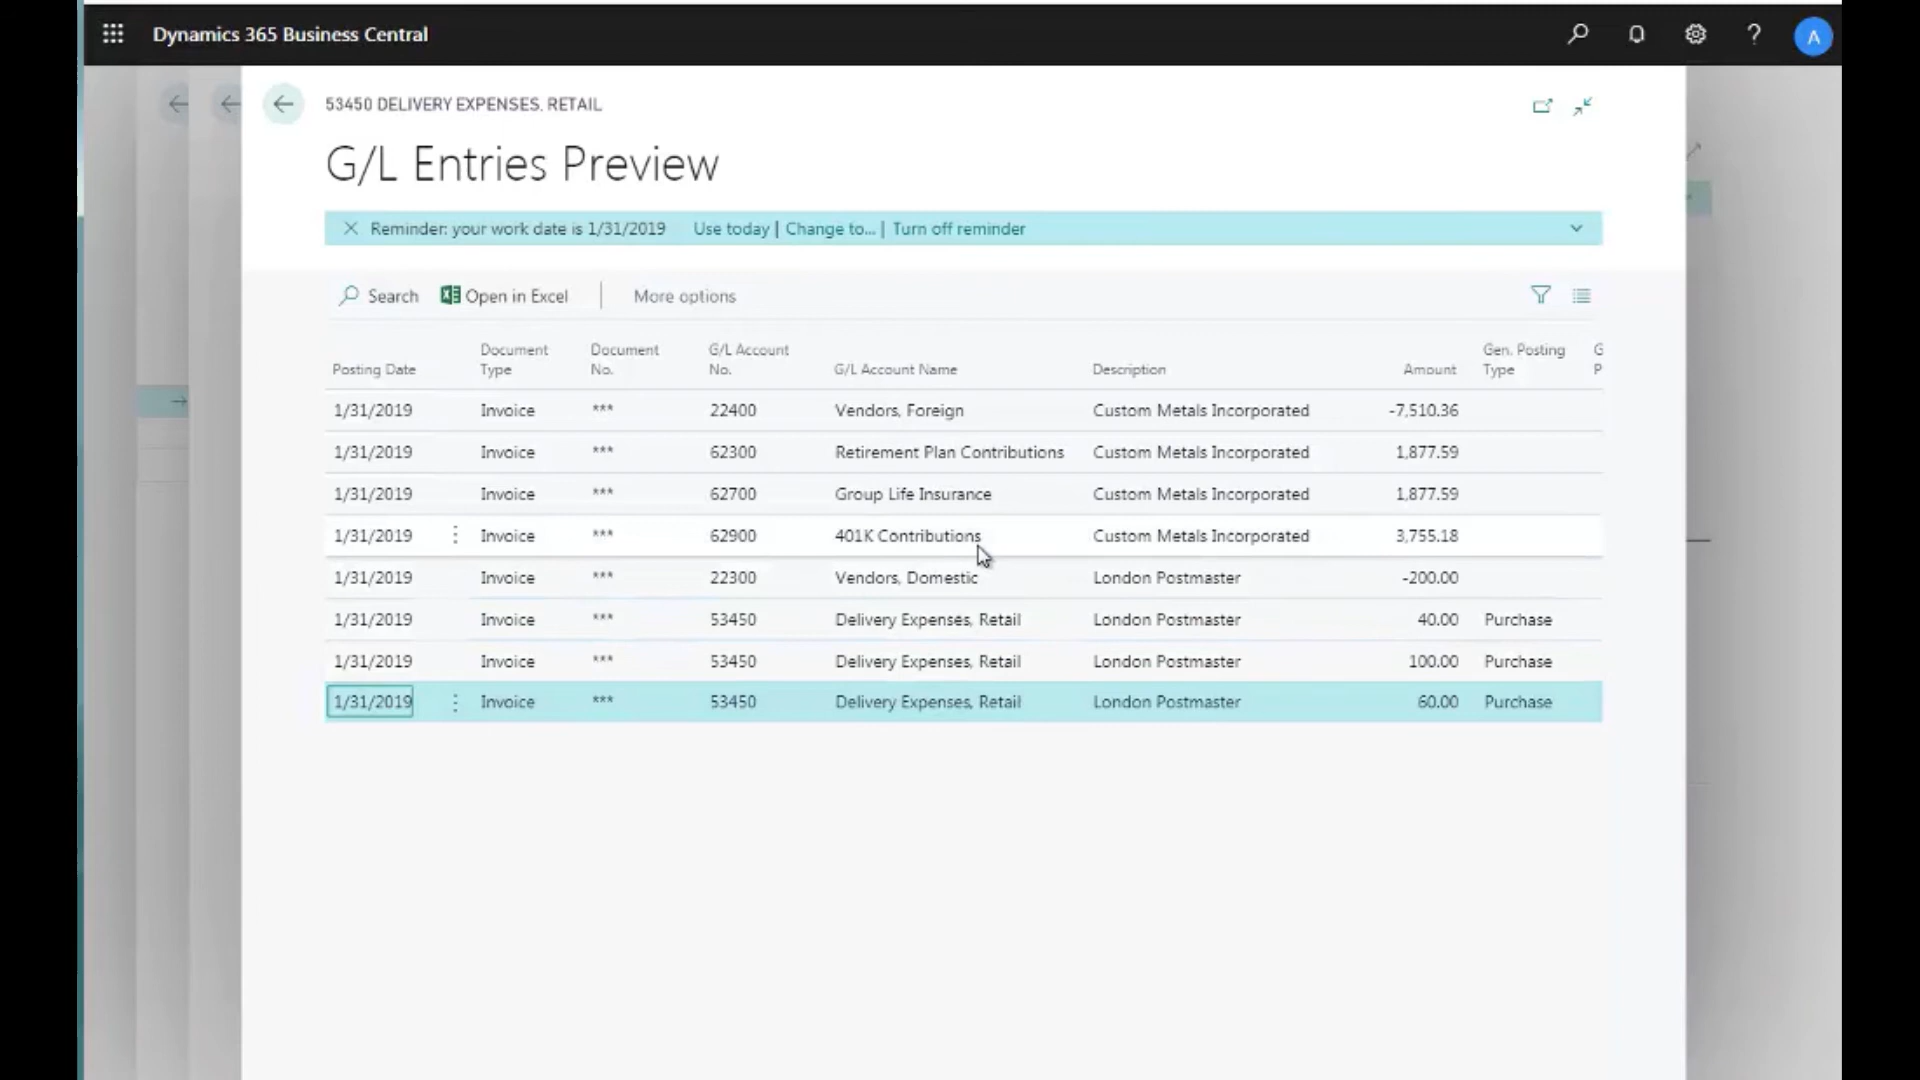 Dynamics 365 Business Central
?
A
53450 DELIVERY EXPENSES, RETAIL
G/L Entries Preview
Reminder: your work date is 1/31/2019 Use today | Change to... | Turn off reminder
Search Open in Excel | More options
Posting Date Document Type Document No. G/L Account No. G/L Account Name Description Amount Gen. Posting Type G P
1/31/2019 Invoice *** 22400 Vendors, Foreign Custom Metals Incorporated -7,510.36
1/31/2019 Invoice *** 62300 Retirement Plan Contributions Custom Metals Incorporated 1,877.59
1/31/2019 Invoice *** 62700 Group Life Insurance Custom Metals Incorporated 1,877.59
1/31/2019 Invoice *** 62900 401K Contributions Custom Metals Incorporated 3,755.18
1/31/2019 Invoice *** 22300 Vendors, Domestic London Postmaster -200.00
1/31/2019 Invoice *** 53450 Delivery Expenses, Retail London Postmaster 40.00 Purchase
1/31/2019 Invoice *** 53450 Delivery Expenses, Retail London Postmaster 100.00 Purchase
1/31/2019 Invoice *** 53450 Delivery Expenses, Retail London Postmaster 60.00 Purchase